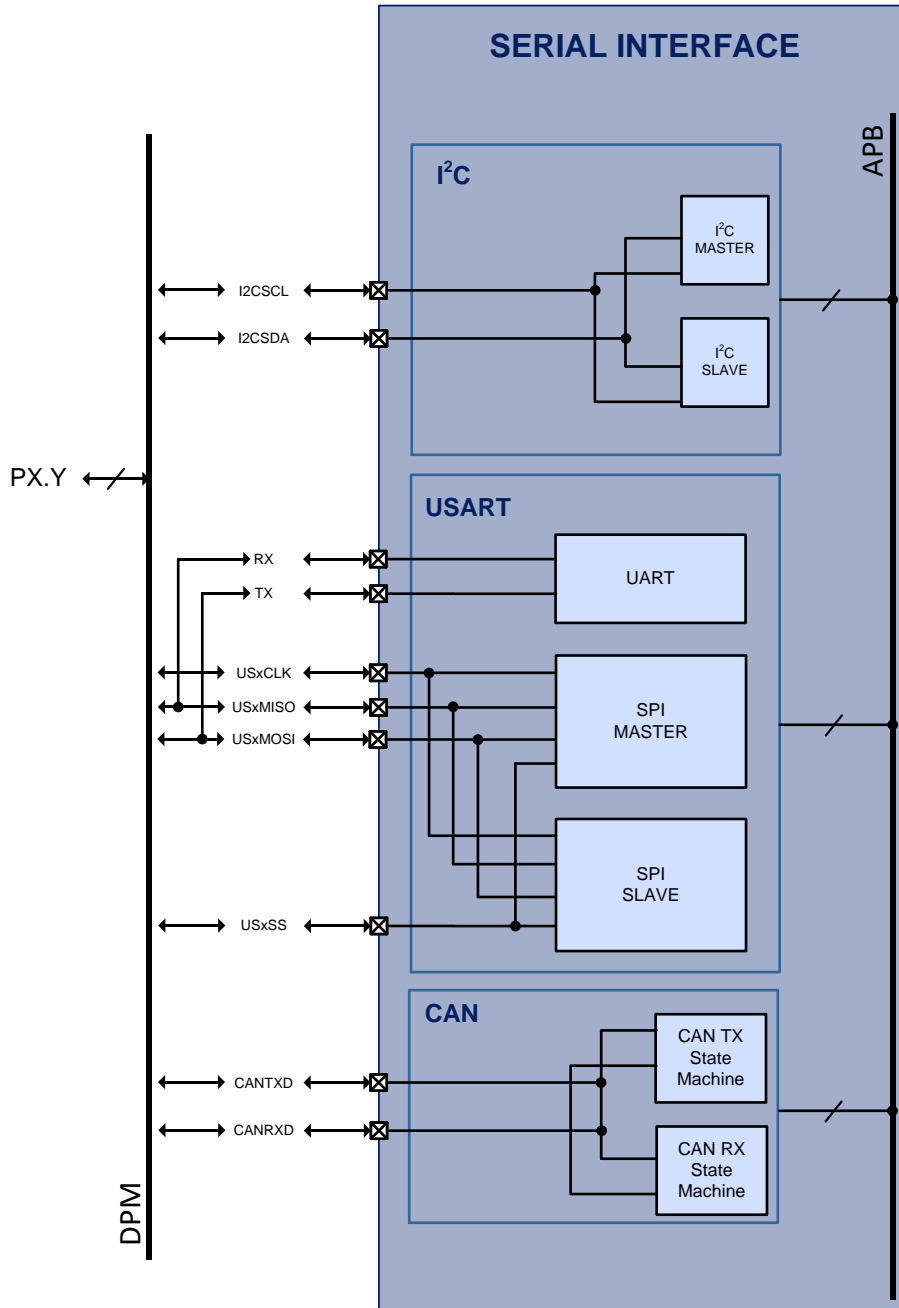 SERIAL INTERFACE
APB
I²C
I²C
MASTER
I2CSCL
I2CSDA
I²C
SLAVE
PX.Y
USART
RX
UART
TX
USxCLK
USxMISO
SPI
MASTER
USxMOSI
SPI
SLAVE
USxSS
CAN
CAN TX
State
Machine
CANTXD
CANRXD
CAN RX
State
Machine
DPM